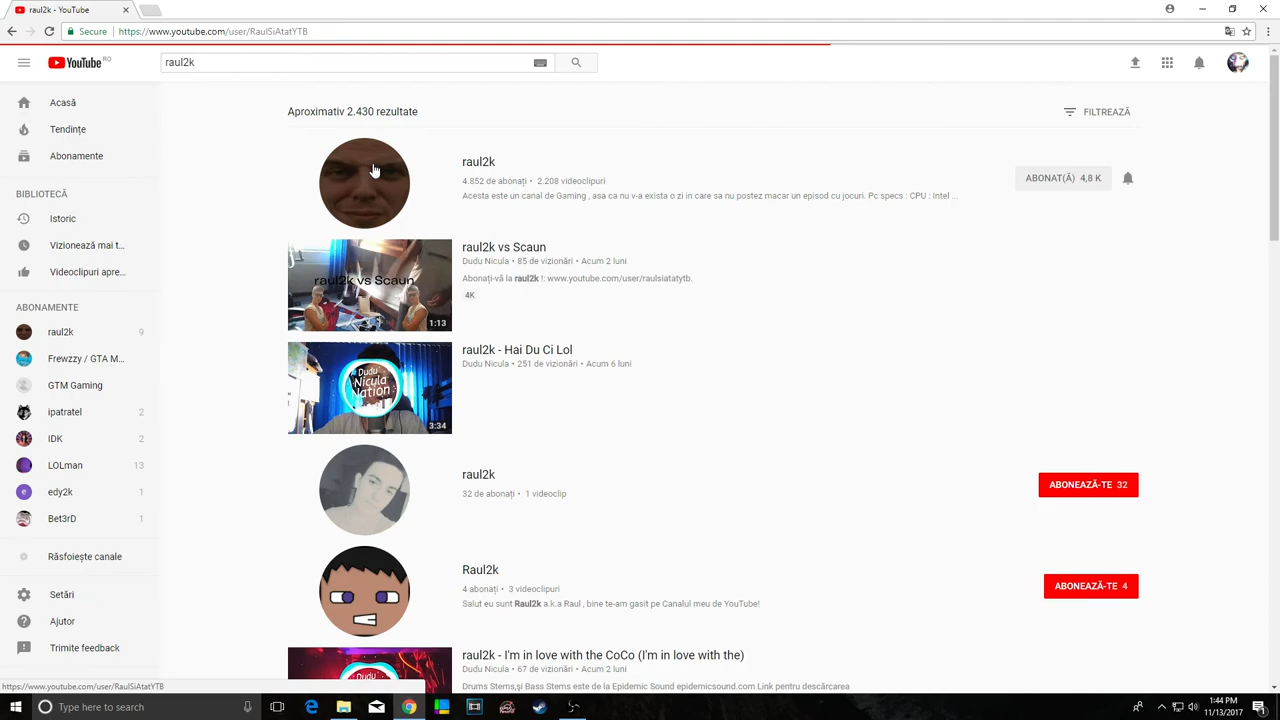 raul2k - YouTube
Secure
https://www.youtube.com/user/RaulSiAtatYTB
YouTube RO
raul2k
Aproximativ 2.430 rezultate
FILTREAZĂ
Acasă
Tendințe
Abonamente
BIBLIOTECĂ
Istoric
Vizionează mai t...
Videoclipuri apre...
ABONAMENTE
raul2k 9
Frewzzy / GTA M...
GTM Gaming
ipatratel 2
IDK 2
LOLman 13
edy2k 1
Bet3rD 1
Răsfoiește canale
Setări
Ajutor
Trimite feedback
raul2k
4.852 de abonați • 2.208 videoclipuri
Acesta este un canal de Gaming , asa ca nu v-a exista o zi in care sa nu postez macar un episod cu jocuri. Pc specs : CPU : Intel ...
ABONAT(Ă) 4,8 K
raul2k vs Scaun
1:13
raul2k vs Scaun
Dudu Nicula • 85 de vizionări • Acum 2 luni
Abonați-vă la raul2k !: www.youtube.com/user/raulsiatatytb.
4K
Dudu
Nicula
Nation
3:34
raul2k - Hai Du Ci Lol
Dudu Nicula • 251 de vizionări • Acum 6 luni
raul2k
32 de abonați • 1 videoclip
ABONEAZĂ-TE 32
Raul2k
4 abonați • 3 videoclipuri
Salut eu sunt Raul2k a.k.a Raul , bine te-am gasit pe Canalul meu de YouTube!
ABONEAZĂ-TE 4
raul2k - I'm in love with the CoCo (I'm in love with the)
Dudu Nicula • 67 de vizionări • Acum 2 luni
Drums Stems,și Bass Stems este de la Epidemic Sound epidemicsound.com Link pentru descărcarea
https://www.youtube.com/user/RaulSiAtatYTB
Type here to search
1:44 PM
11/13/2017
1